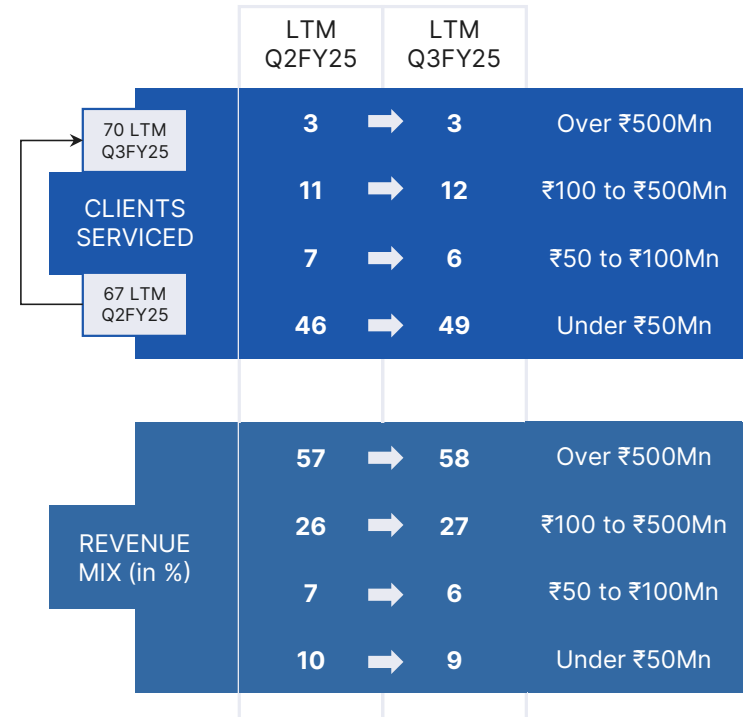 LTM
Q2FY25
LTM
Q3FY25
70 LTM
Q3FY25
CLIENTS
SERVICED
67 LTM
Q2FY25
3 3 Over ₹500Mn
11 12 ₹100 to ₹500Mn
7 6 ₹50 to ₹100Mn
46 49 Under ₹50Mn
REVENUE
MIX (in %)
57 58 Over ₹500Mn
26 27 ₹100 to ₹500Mn
7 6 ₹50 to ₹100Mn
10 9 Under ₹50Mn